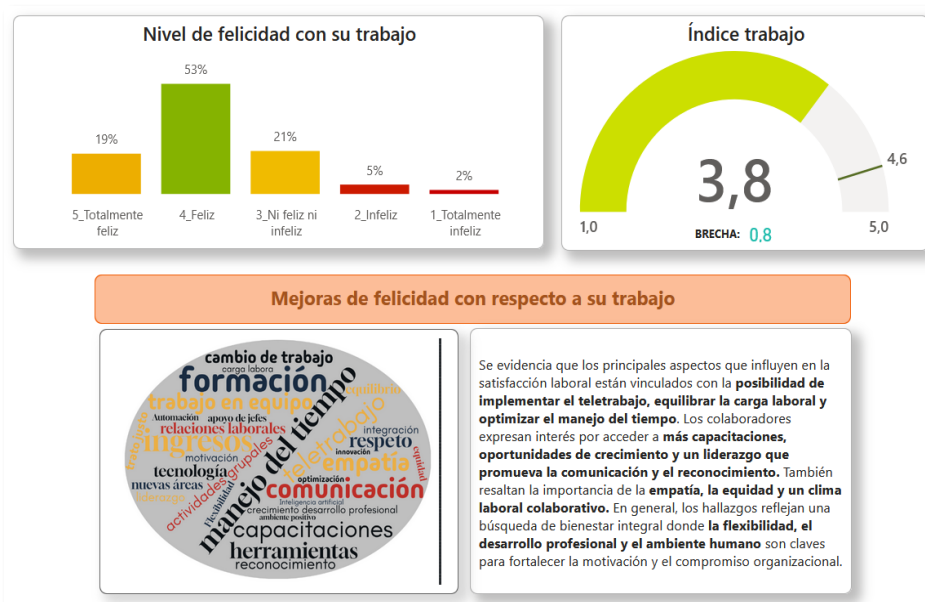 Nivel de felicidad con su trabajo
53%
19%
21%
5%
2%
5_Totalmente
feliz
4_Feliz
3_Ni feliz ni
infeliz
2_Infeliz
1_Totalmente
infeliz
Índice trabajo
3,8
4,6
1,0
5,0
BRECHA: 0,8
Mejoras de felicidad con respecto a su trabajo
cambio de trabajo
carga labora
formación
equilibrio
trabajo en equipo
Automación
apoyo de jefes
relaciones laborales
trato justo
ingresos
motivación
tecnología
nuevas áreas
liderazgo
actividades grupales
Flexibilidad
manejo del tiempo
teletrabajo
integración
respeto
innovación
empatía
equidad
optimización
comunicación
Inteligencia artificial
crecimiento desarrollo profesional
ambiente positivo
capacitaciones
herramientas
reconocimiento
Se evidencia que los principales aspectos que influyen en la
satisfacción laboral están vinculados con la posibilidad de
implementar el teletrabajo, equilibrar la carga laboral y
optimizar el manejo del tiempo. Los colaboradores
expresan interés por acceder a más capacitaciones,
oportunidades de crecimiento y un liderazgo que
promueva la comunicación y el reconocimiento. También
resaltan la importancia de la empatía, la equidad y un clima
laboral colaborativo. En general, los hallazgos reflejan una
búsqueda de bienestar integral donde la flexibilidad, el
desarrollo profesional y el ambiente humano son claves
para fortalecer la motivación y el compromiso organizacional.